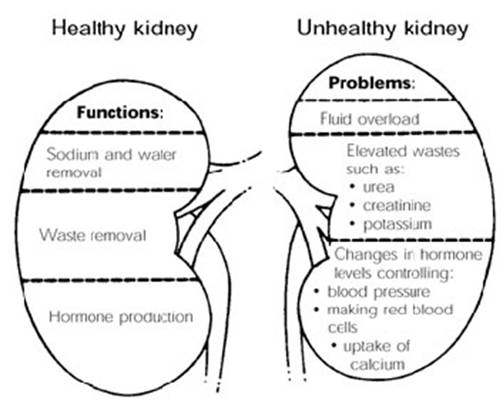 Healthy kidney
Functions:
Sodium and water
removal
Waste removal
Hormone production
Unhealthy kidney
Problems:
Fluid overload
Elevated wastes
such as:
• urea
• creatinine
• potassium
Changes in hormone
levels controlling:
• blood pressure
• making red blood
cells
• uptake of
calcium